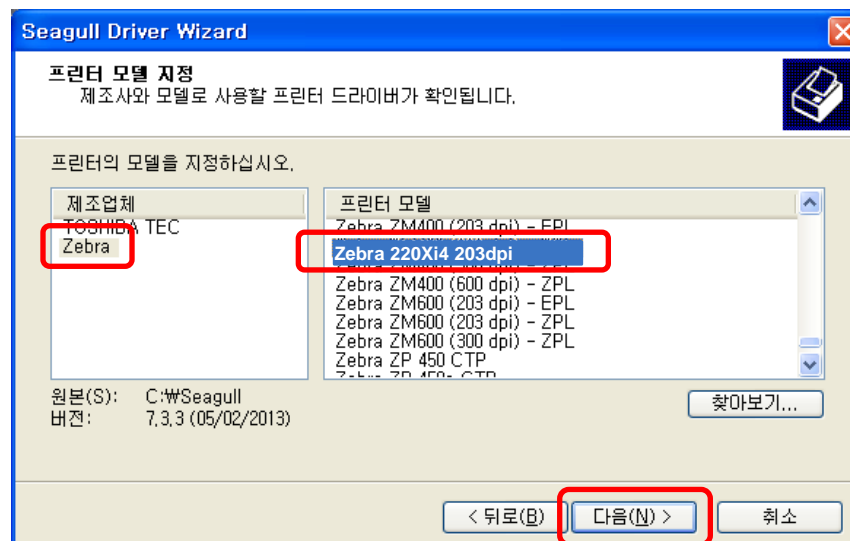 Seagull Driver Wizard
프린터 모델 지정
제조사와 모델로 사용할 프린터 드라이버가 확인됩니다.
프린터의 모델을 지정하십시오.
제조업체
TOSHIBA TEC
Zebra
프린터 모델
Zebra ZM400 (203 dpi) - EPL
Zebra 220Xi4 203dpi
Zebra ZM400 (600 dpi) - ZPL
Zebra ZM600 (203 dpi) - EPL
Zebra ZM600 (203 dpi) - ZPL
Zebra ZM600 (300 dpi) - ZPL
Zebra ZP 450 CTP
원본(S): C:₩Seagull
버전: 7.3.3 (05/02/2013)
찾아보기...
< 뒤로(B)
다음(N) >
취소